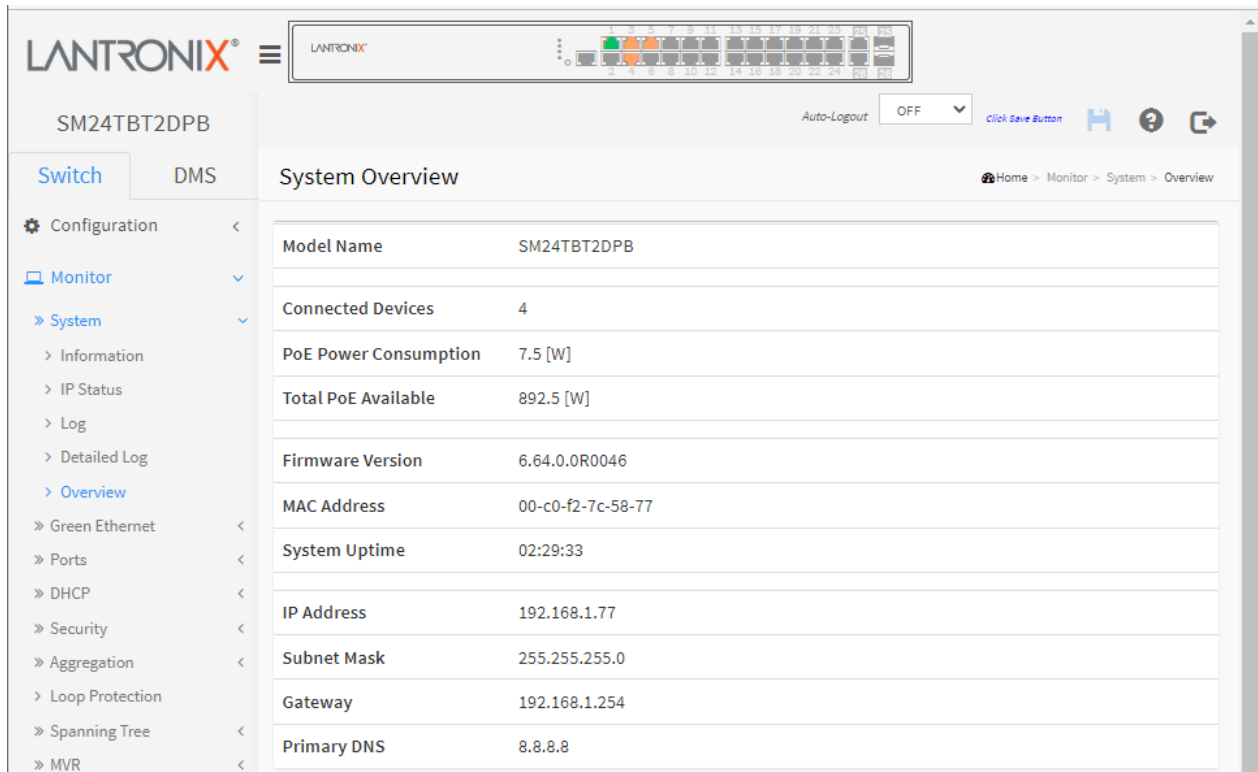 LANTRONIX®
LANTRONIX®
1 3 5 7 9 11 13 15 17 19 21 23 25 25
2 4 6 8 10 12 14 16 18 20 22 24 26 26
SM24TBT2DPB
Auto-Logout OFF Click Save Button
Switch DMS
System Overview
Home > Monitor > System > Overview
Configuration
Monitor
» System
> Information
> IP Status
> Log
> Detailed Log
> Overview
» Green Ethernet
» Ports
» DHCP
» Security
» Aggregation
> Loop Protection
» Spanning Tree
» MVR
Model Name SM24TBT2DPB
Connected Devices 4
PoE Power Consumption 7.5 [W]
Total PoE Available 892.5 [W]
Firmware Version 6.64.0.0R0046
MAC Address 00-c0-f2-7c-58-77
System Uptime 02:29:33
IP Address 192.168.1.77
Subnet Mask 255.255.255.0
Gateway 192.168.1.254
Primary DNS 8.8.8.8